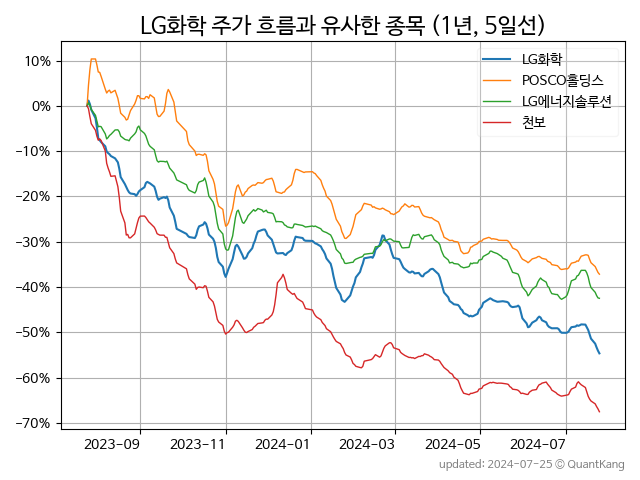 LG화학 주가 흐름과 유사한 종목 (1년, 5일선)
LG화학
POSCO홀딩스
LG에너지솔루션
천보
10%
0%
−10%
−20%
−30%
−40%
−50%
−60%
−70%
2023−09 2023−11 2024−01 2024−03 2024−05 2024−07
updated: 2024-07-25 © QuantKang